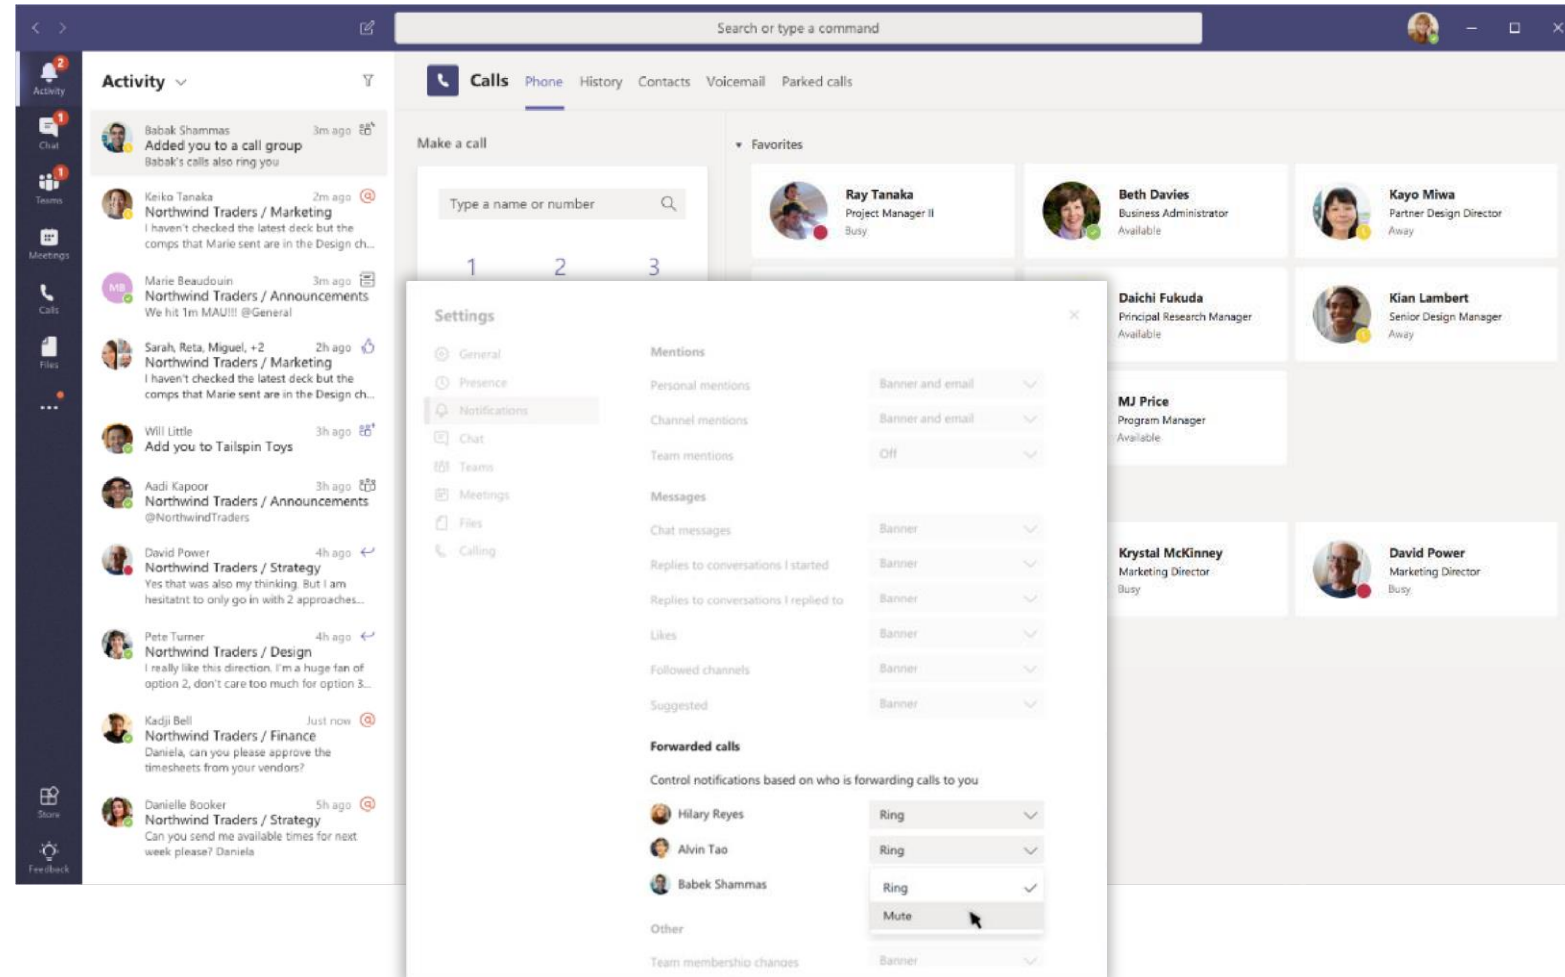 Search or type a command
2
Activity
1
Chat
1
Teams
Meetings
Calls
Files
Store
Feedback
Activity
Babak Shammas 3m ago
Added you to a call group
Babak's calls also ring you
Keiko Tanaka 2m ago
Northwind Traders / Marketing
I haven't checked the latest deck but the
comps that Marie sent are in the Design ch...
MB
Marie Beaudouin 3m ago
Northwind Traders / Announcements
We hit 1m MAU!!! @General
Sarah, Reta, Miguel, +2 2h ago
Northwind Traders / Marketing
I haven't checked the latest deck but the
comps that Marie sent are in the Design ch...
Will Little 3h ago
Add you to Tailspin Toys
Aadi Kapoor 3h ago
Northwind Traders / Announcements
@NorthwindTraders
David Power 4h ago
Northwind Traders / Strategy
Yes that was also my thinking. But I am
hesitatnt to only go in with 2 approaches...
Pete Turner 4h ago
Northwind Traders / Design
I really like this direction. I'm a huge fan of
option 2, don't care too much for option 3...
Kadji Bell Just now
Northwind Traders / Finance
Daniela, can you please approve the
timesheets from your vendors?
Danielle Booker 5h ago
Northwind Traders / Strategy
Can you send me available times for next
week please? Daniela
Calls Phone History Contacts Voicemail Parked calls
Make a call
Type a name or number
1 2 3
Favorites
Ray Tanaka
Project Manager II
Busy
Beth Davies
Business Administrator
Available
Kayo Miwa
Partner Design Director
Away
Daichi Fukuda
Principal Research Manager
Available
Kian Lambert
Senior Design Manager
Away
MJ Price
Program Manager
Available
Krystal McKinney
Marketing Director
Busy
David Power
Marketing Director
Busy
Settings
General
Presence
Notifications
Chat
Teams
Meetings
Files
Calling
Mentions
Personal mentions Banner and email
Channel mentions Banner and email
Team mentions Off
Messages
Chat messages Banner
Replies to conversations I started Banner
Replies to conversations I replied to Banner
Likes Banner
Followed channels Banner
Suggested Banner
Forwarded calls
Control notifications based on who is forwarding calls to you
Hilary Reyes Ring
Alvin Tao Ring
Babek Shammas Ring
Mute
Other
Team membership changes Banner